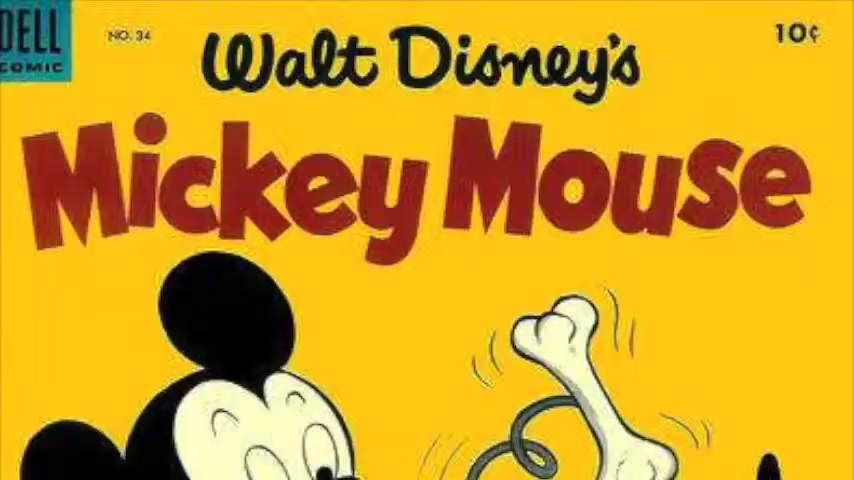 DELL
COMIC
NO. 34
10¢
Walt Disney's
Mickey Mouse